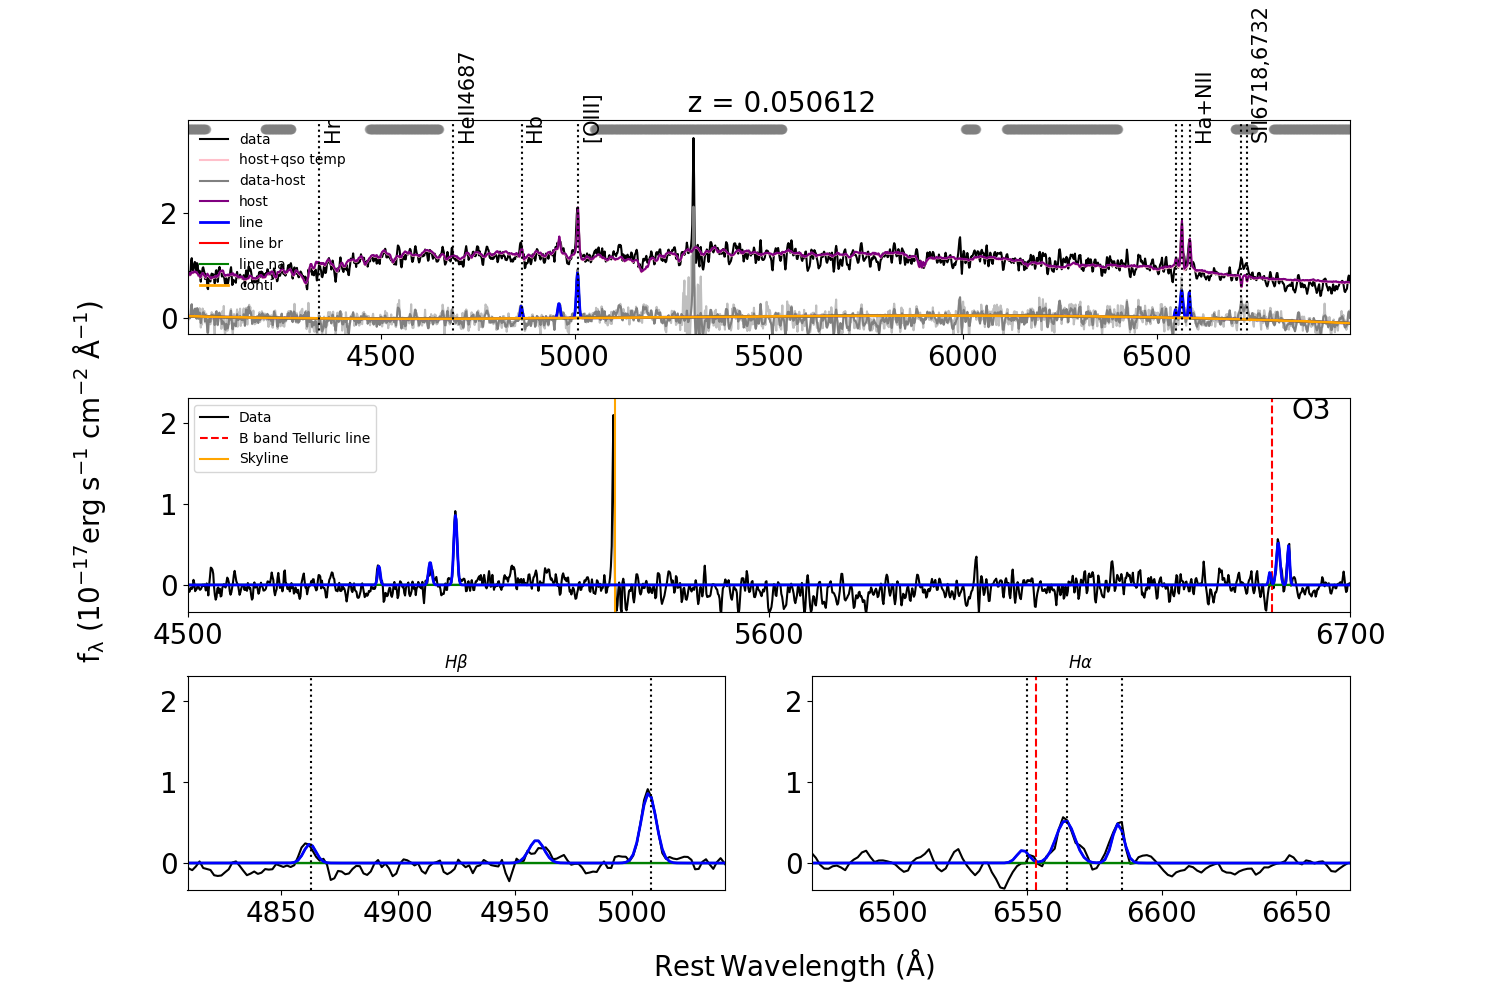 z = 0.050612
Hr
HeII4687
Hb
[OIII]
Ha+NII
SII6718,6732
data
host+qso temp
data-host
host
line
line br
line na
conti
2
0
4500 5000 5500 6000 6500
f_λ (10^−17 erg s^−1 cm^−2 Å^−1)
O3
Data
B band Telluric line
Skyline
2
1
0
4500 5600 6700
Hβ
2
1
0
4850 4900 4950 5000
Hα
2
1
0
6500 6550 6600 6650
Rest Wavelength (Å)